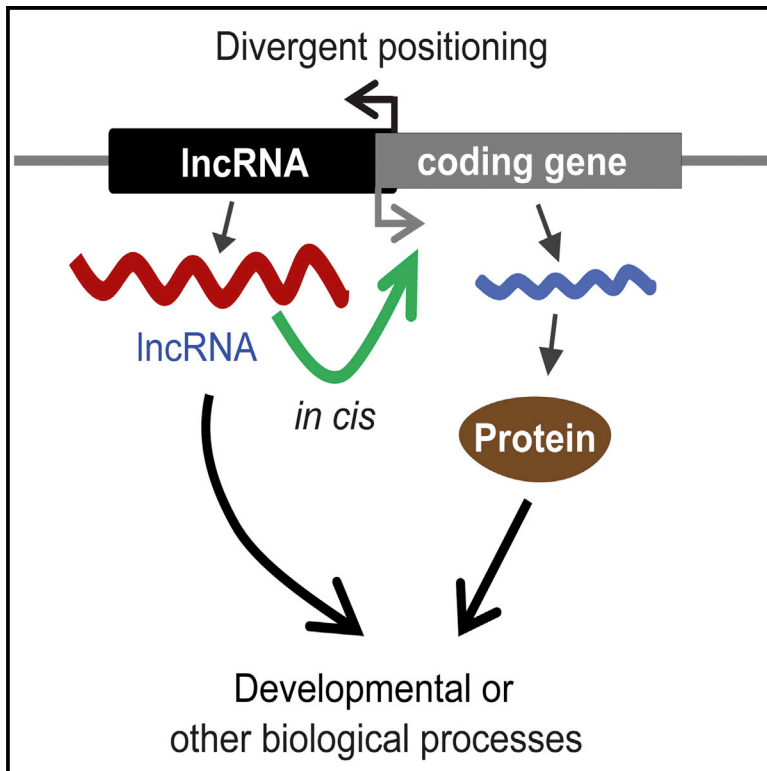 Divergent positioning
lncRNA
coding gene
lncRNA
in cis
Protein
Developmental or
other biological processes